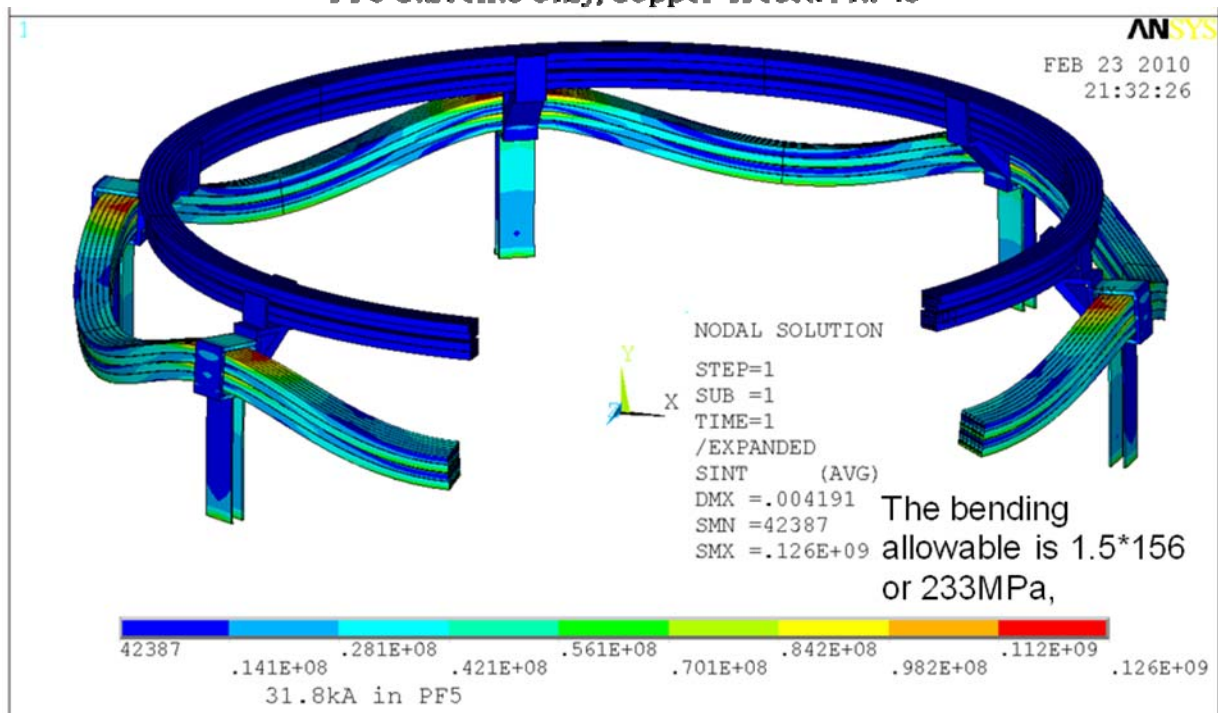 1
ANSYS
FEB 23 2010
21:32:26
NODAL SOLUTION
STEP=1
SUB =1
TIME=1
/EXPANDED
SINT (AVG)
DMX =.004191
SMN =42387
SMX =.126E+09
The bending
allowable is 1.5*156
or 233MPa,
Y
X
Z
42387 .281E+08 .561E+08 .842E+08 .112E+09
.141E+08 .421E+08 .701E+08 .982E+08 .126E+09
31.8kA in PF5